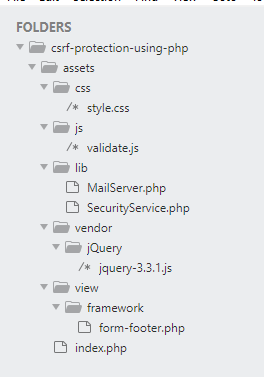 FOLDERS
csrf-protection-using-php
assets
css
/* style.css
js
/* validate.js
lib
MailServer.php
SecurityService.php
vendor
jQuery
/* jquery-3.3.1.js
view
framework
form-footer.php
index.php